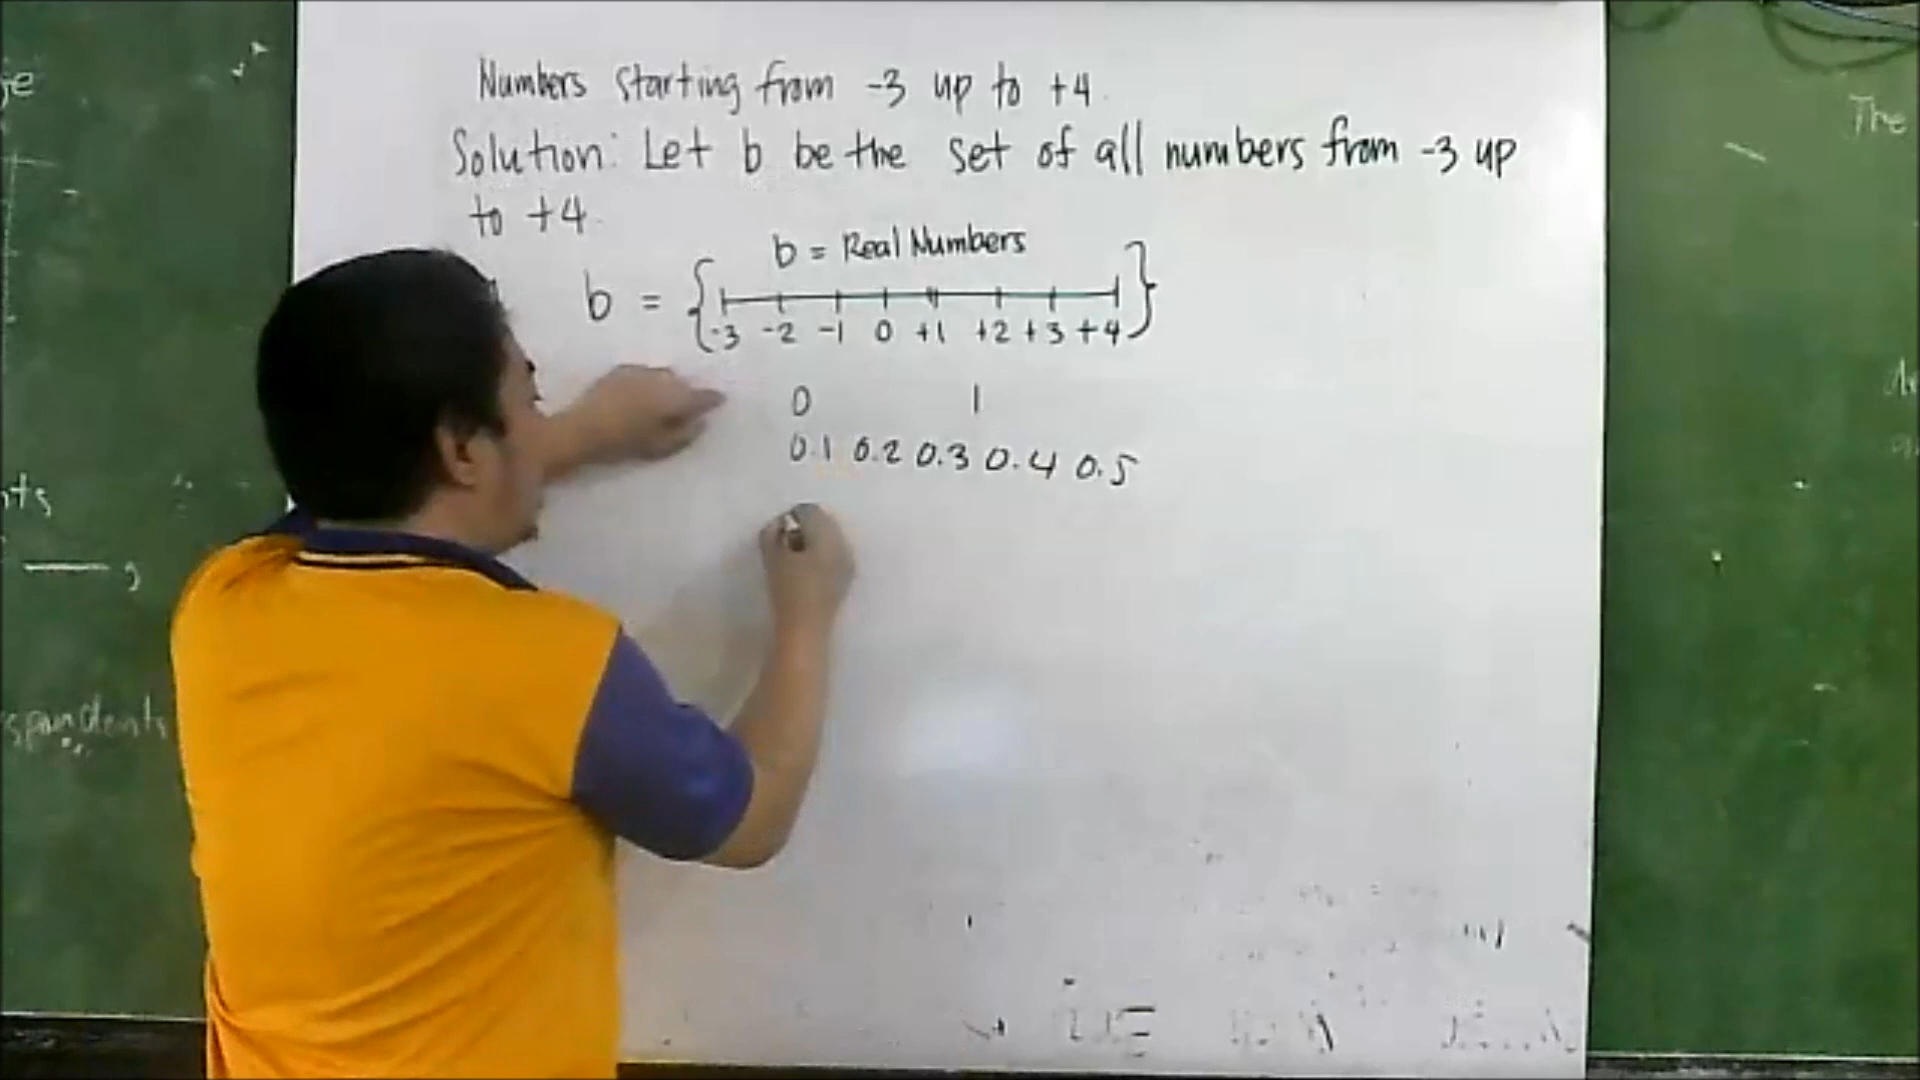 Numbers starting from -3 up to +4.
Solution: Let b be the set of all numbers from -3 up
to +4.
b = Real Numbers
b = { }
-3 -2 -1 0 +1 +2 +3 +4
0 1
0.1 0.2 0.3 0.4 0.5
The